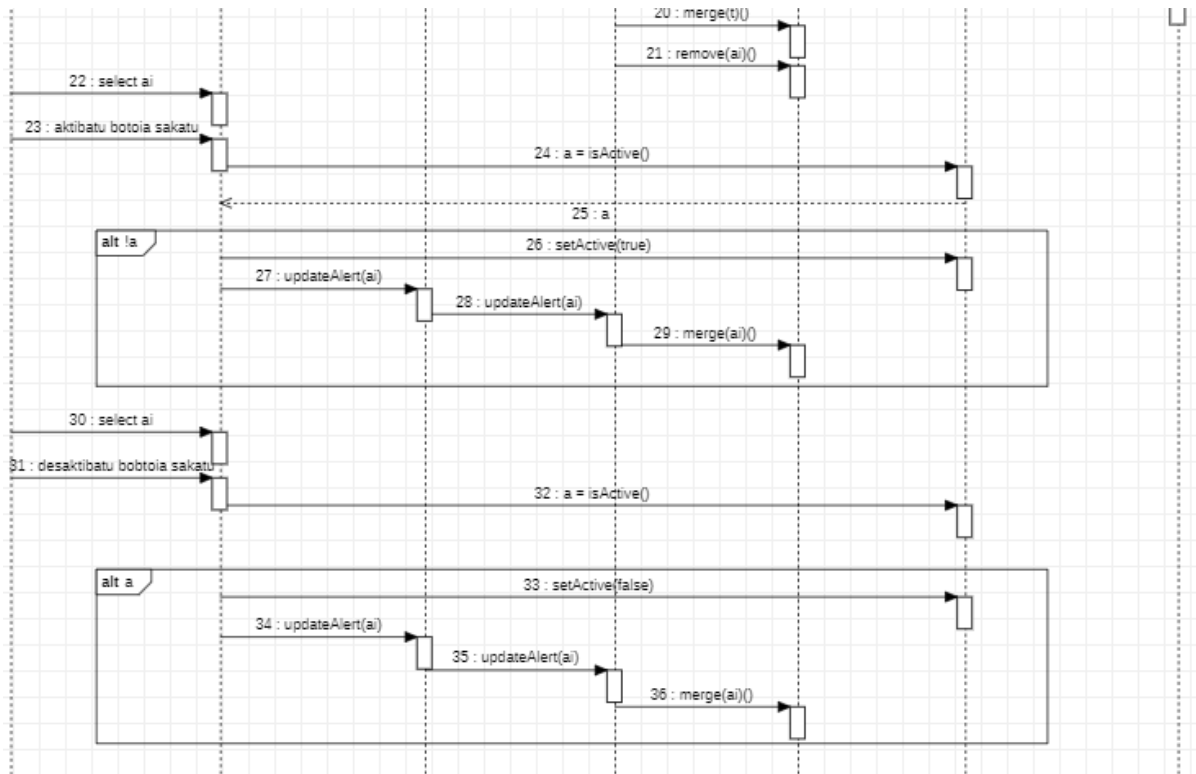 20 : merge(t)()
21 : remove(ai)()
22 : select ai
23 : aktibatu botoia sakatu
24 : a = isActive()
25 : a
alt !a
26 : setActive(true)
27 : updateAlert(ai)
28 : updateAlert(ai)
29 : merge(ai)()
30 : select ai
31 : desaktibatu bobtoia sakatu
32 : a = isActive()
alt a
33 : setActive(false)
34 : updateAlert(ai)
35 : updateAlert(ai)
36 : merge(ai)()